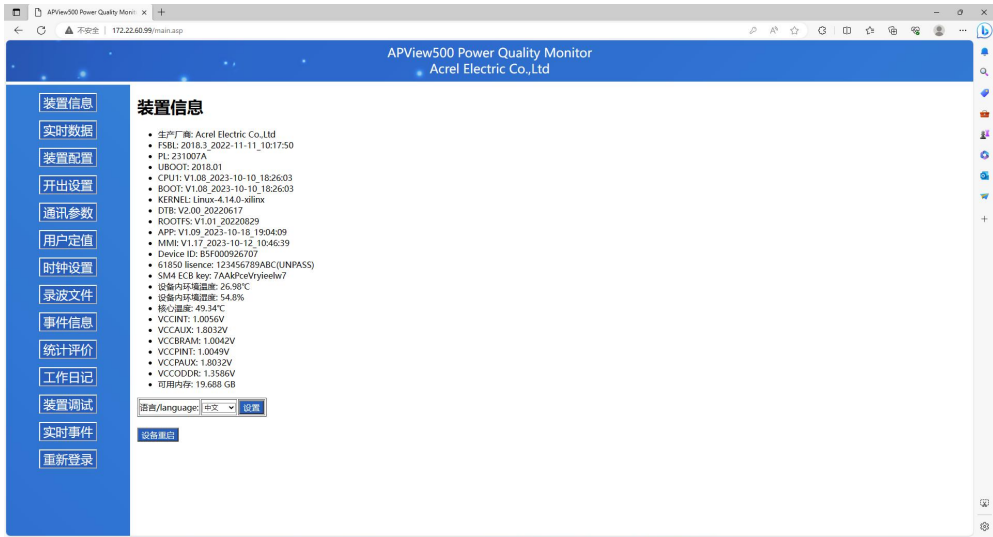 APView500 Power Quality Monit
不安全 | 172.22.60.99/main.asp
APView500 Power Quality Monitor
Acrel Electric Co.,Ltd
装置信息
实时数据
装置配置
开出设置
通讯参数
用户定值
时钟设置
录波文件
事件信息
统计评价
工作日记
装置调试
实时事件
重新登录
装置信息
生产厂商: Acrel Electric Co.,Ltd
FSBL: 2018.3_2022-11-11_10:17:50
PL: 231007A
UBOOT: 2018.01
CPU1: V1.08_2023-10-10_18:26:03
BOOT: V1.08_2023-10-10_18:26:03
KERNEL: Linux-4.14.0-xilinx
DTB: V2.00_20220617
ROOTFS: V1.01_20220829
APP: V1.09_2023-10-18_19:04:09
MMI: V1.17_2023-10-12_10:46:39
Device ID: B5F000926707
61850 lisence: 123456789ABC(UNPASS)
SM4 ECB key: 7AAkPceVryieelw7
设备内环境温度: 26.98℃
设备内环境湿度: 54.8%
核心温度: 49.34℃
VCCINT: 1.0056V
VCCAUX: 1.8032V
VCCBRAM: 1.0042V
VCCPINT: 1.0049V
VCCPAUX: 1.8032V
VCCODDR: 1.3586V
可用内存: 19.688 GB
语言/language: 中文 设置
设备重启